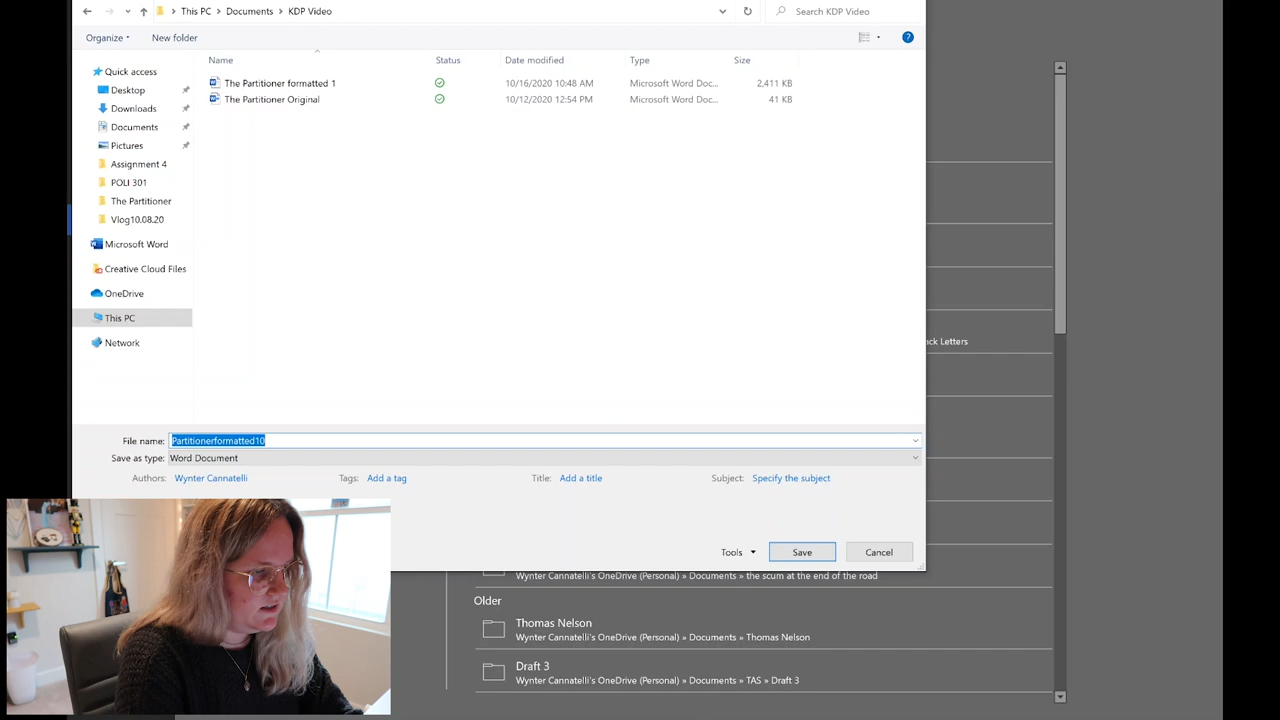 This PC > Documents > KDP Video
Search KDP Video
Organize
New folder
?
Name Status Date modified Type Size
Quick access
Desktop
Downloads
Documents
Pictures
Assignment 4
POLI 301
The Partitioner
Vlog10.08.20
Microsoft Word
Creative Cloud Files
OneDrive
This PC
Network
The Partitioner formatted 1 10/16/2020 10:48 AM Microsoft Word Doc... 2,411 KB
The Partitioner Original 10/12/2020 12:54 PM Microsoft Word Doc... 41 KB
ack Letters
File name: Partitionerformatted10
Save as type: Word Document
Authors: Wynter Cannatelli Tags: Add a tag Title: Add a title Subject: Specify the subject
Tools Save Cancel
Wynter Cannatelli's OneDrive (Personal) » Documents » the scum at the end of the road
Older
Thomas Nelson
Wynter Cannatelli's OneDrive (Personal) » Documents » Thomas Nelson
Draft 3
Wynter Cannatelli's OneDrive (Personal) » Documents » TAS » Draft 3